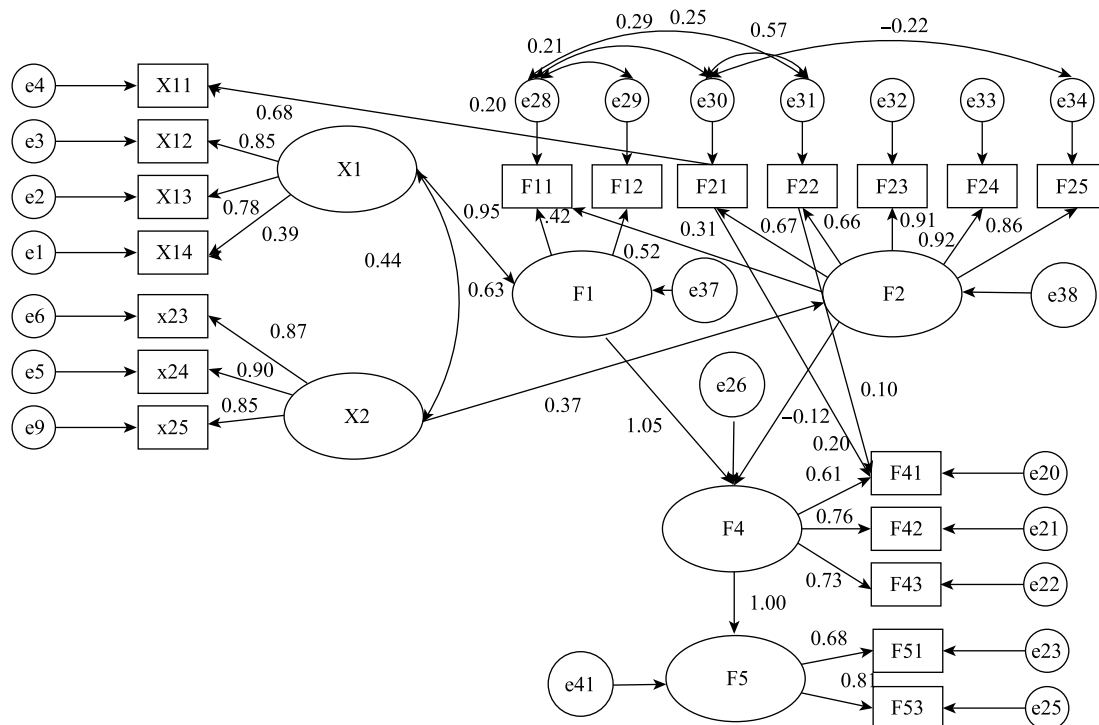 0.29 0.25 0.57 −0.22
0.21
e4 X11 0.20 e28 e29 e30 e31 e32 e33 e34
0.68
e3 X12 0.85 X1
e2 X13 F11 F12 F21 F22 F23 F24 F25
0.78
0.95 .42 0.31 0.67 0.66 0.91 0.92 0.86
e1 X14 0.39 0.52
0.44 0.63 F1 e37 F2 e38
e6 x23 0.87
e5 x24 0.90 e26 0.10
e9 x25 0.85 X2 0.37 1.05 −0.12
0.20
0.61 F41 e20
F4 0.76 F42 e21
0.73 F43 e22
1.00
0.68 F51 e23
e41 F5 0.81
F53 e25